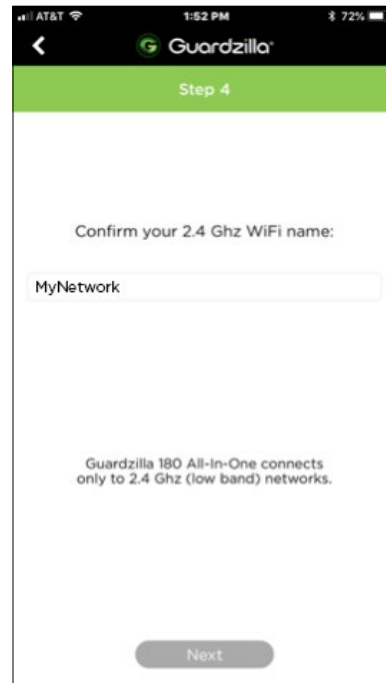 AT&T 1:52 PM 72%
Guardzilla
Step 4
Confirm your 2.4 Ghz WiFi name:
MyNetwork
Guardzilla 180 All-In-One connects
only to 2.4 Ghz (low band) networks.
Next